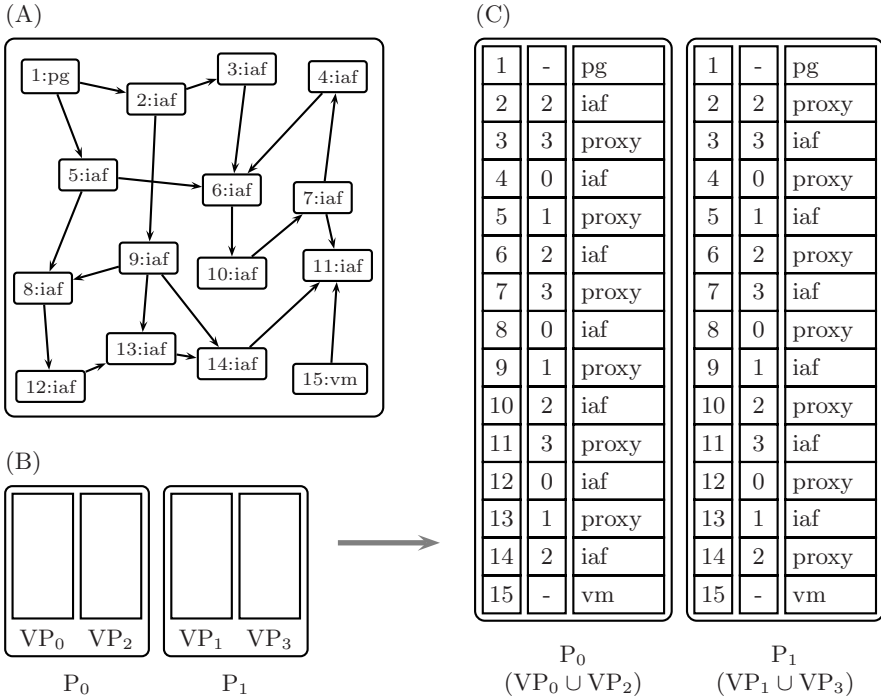 (A)
1:pg
2:iaf
3:iaf
4:iaf
5:iaf
6:iaf
7:iaf
8:iaf
9:iaf
10:iaf
11:iaf
12:iaf
13:iaf
14:iaf
15:vm
(B)
VP0 VP2 VP1 VP3
P0 P1
(C)
1 - pg 1 - pg
2 2 iaf 2 2 proxy
3 3 proxy 3 3 iaf
4 0 iaf 4 0 proxy
5 1 proxy 5 1 iaf
6 2 iaf 6 2 proxy
7 3 proxy 7 3 iaf
8 0 iaf 8 0 proxy
9 1 proxy 9 1 iaf
10 2 iaf 10 2 proxy
11 3 proxy 11 3 iaf
12 0 iaf 12 0 proxy
13 1 proxy 13 1 iaf
14 2 iaf 14 2 proxy
15 - vm 15 - vm
P0 P1
(VP0 ∪ VP2) (VP1 ∪ VP3)